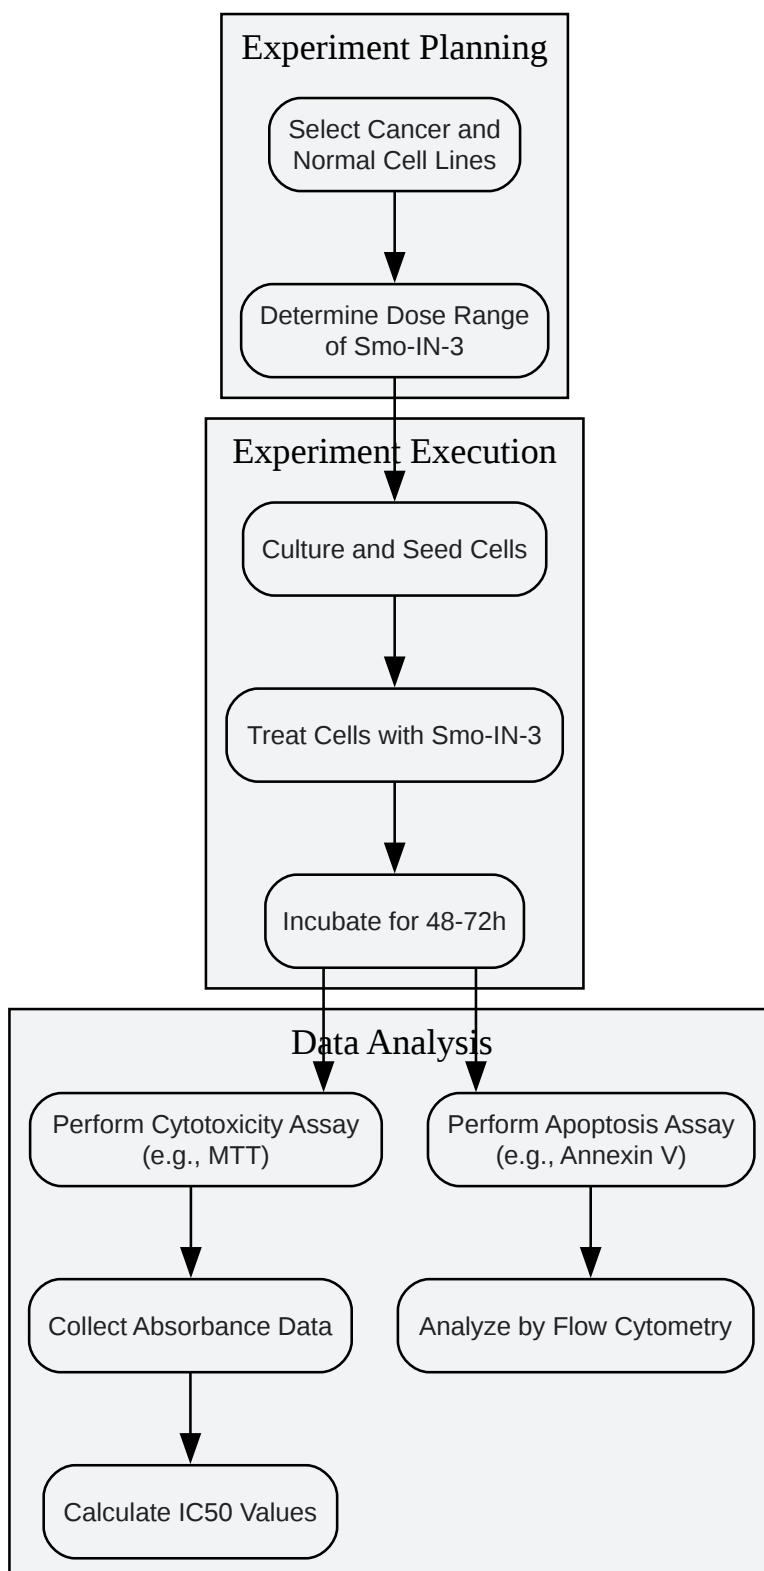 Experiment Planning
Select Cancer and
Normal Cell Lines
Determine Dose Range
of Smo-IN-3
Experiment Execution
Culture and Seed Cells
Treat Cells with Smo-IN-3
Incubate for 48-72h
Data Analysis
Perform Cytotoxicity Assay
(e.g., MTT)
Perform Apoptosis Assay
(e.g., Annexin V)
Collect Absorbance Data
Analyze by Flow Cytometry
Calculate IC50 Values